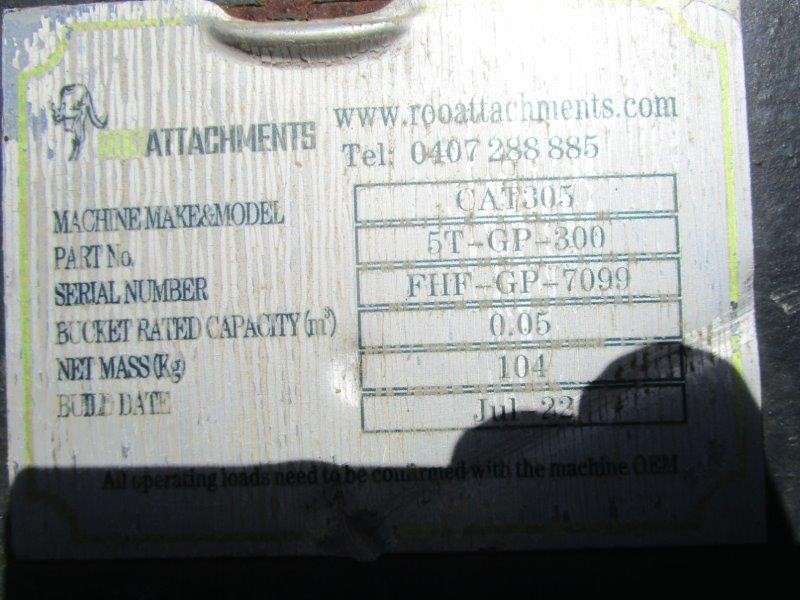 ROOATTACHMENTS
www.rooattachments.com
Tel: 0407 288 885
MACHINE MAKE&MODEL CAT305
PART No. 5T-GP-300
SERIAL NUMBER FHF-GP-7099
BUCKET RATED CAPACITY (m³) 0.05
NET MASS (Kg) 104
BUILD DATE Jul 22
All operating loads need to be confirmed with the machine OEM